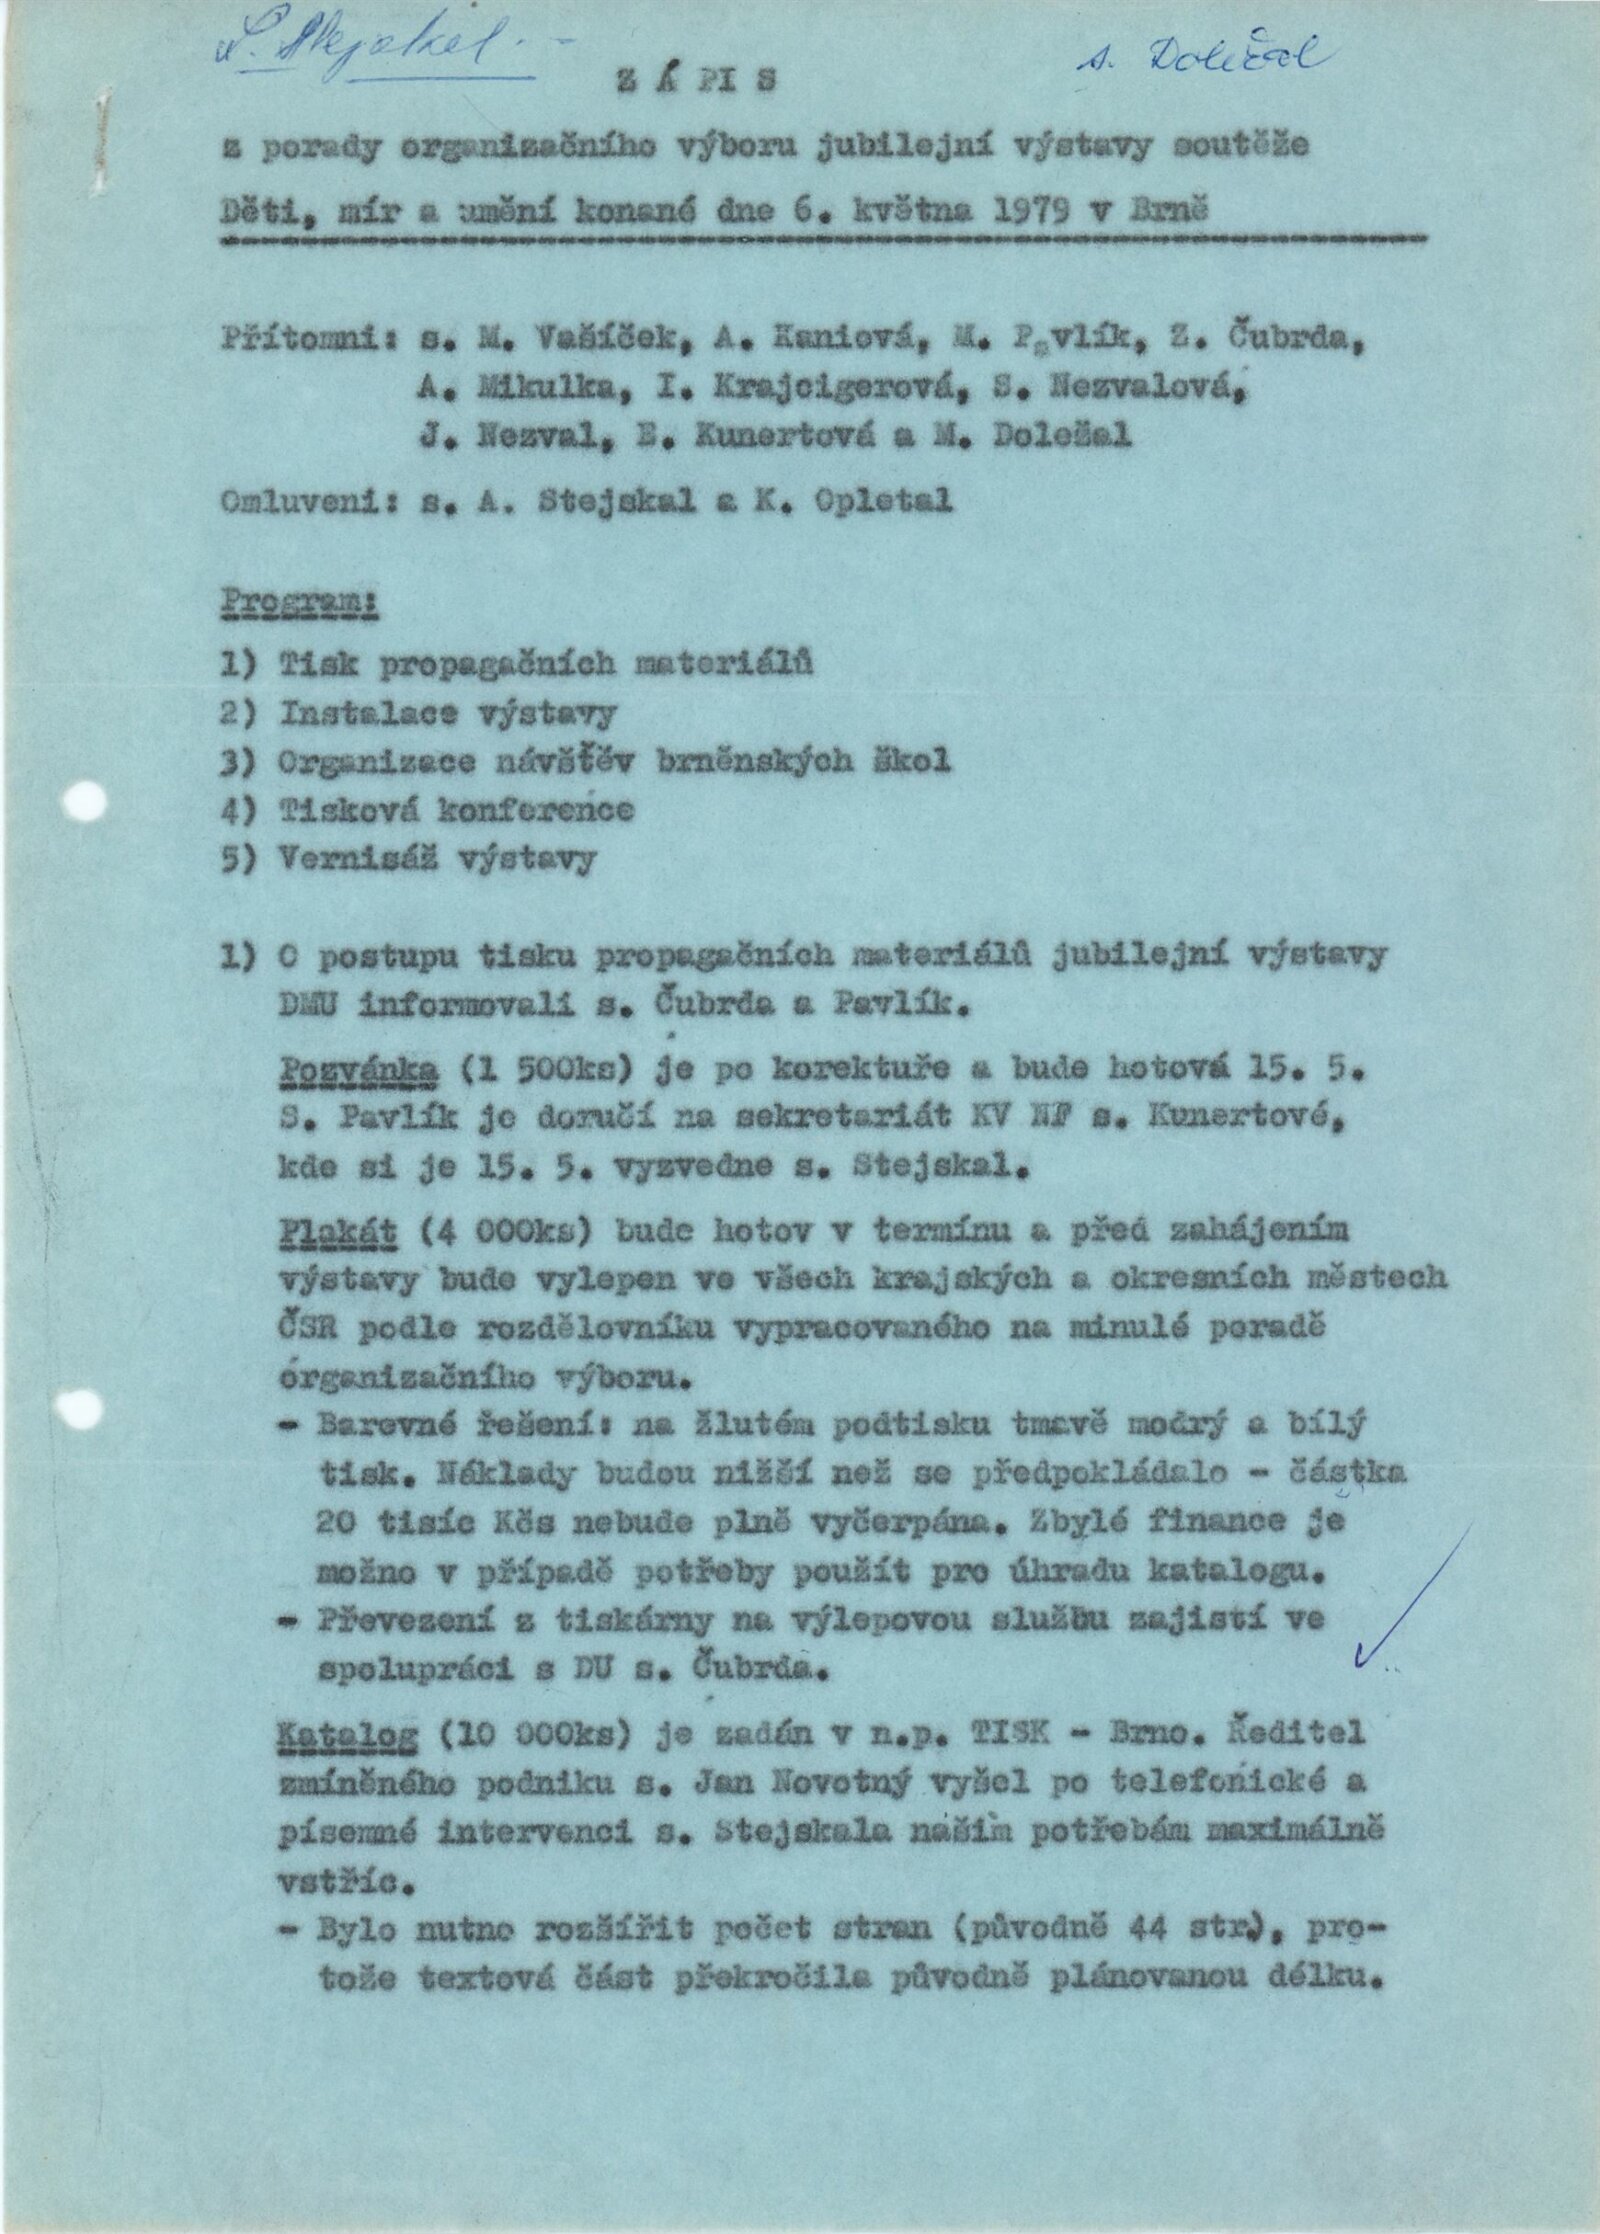 S. Stejskal. -
s. Doležal
Z Á P I S
z porady organizačního výboru jubilejní výstavy soutěže
Děti, mír a umění konané dne 6. května 1979 v Brně
Přítomni: s. M. Vašíček, A. Kaniová, M. Pavlík, Z. Čubrda,
A. Mikulka, I. Krajcigerová, S. Nezvalová,
J. Nezval, E. Kunertová a M. Doležal
Omluveni: s. A. Stejskal a K. Opletal
Program:
1) Tisk propagačních materiálů
2) Instalace výstavy
3) Organizace návštěv brněnských škol
4) Tisková konference
5) Vernisáž výstavy
1) O postupu tisku propagačních materiálů jubilejní výstavy
DMU informovali s. Čubrda a Pavlík.
Pozvánka (1 500ks) je po korektuře a bude hotová 15. 5.
S. Pavlík je doručí na sekretariát KV NF s. Kunertové,
kde si je 15. 5. vyzvedne s. Stejskal.
Plakát (4 000ks) bude hotov v termínu a před zahájením
výstavy bude vylepen ve všech krajských a okresních městech
ČSR podle rozdělovníku vypracovaného na minulé poradě
organizačního výboru.
- Barevné řešení: na žlutém podtisku tmavě modrý a bílý
tisk. Náklady budou nižší než se předpokládalo - částka
20 tisíc Kčs nebude plně vyčerpána. Zbylé finance je
možno v případě potřeby použít pro úhradu katalogu.
- Převezení z tiskárny na výlepovou službu zajistí ve
spolupráci s DU s. Čubrda.
Katalog (10 000ks) je zadán v n.p. TISK - Brno. Ředitel
zmíněného podniku s. Jan Novotný vyšel po telefonické a
písemné intervenci s. Stejskala našim potřebám maximálně
vstříc.
- Bylo nutno rozšířit počet stran (původně 44 str.), pro-
tože textová část překročila původně plánovanou délku.